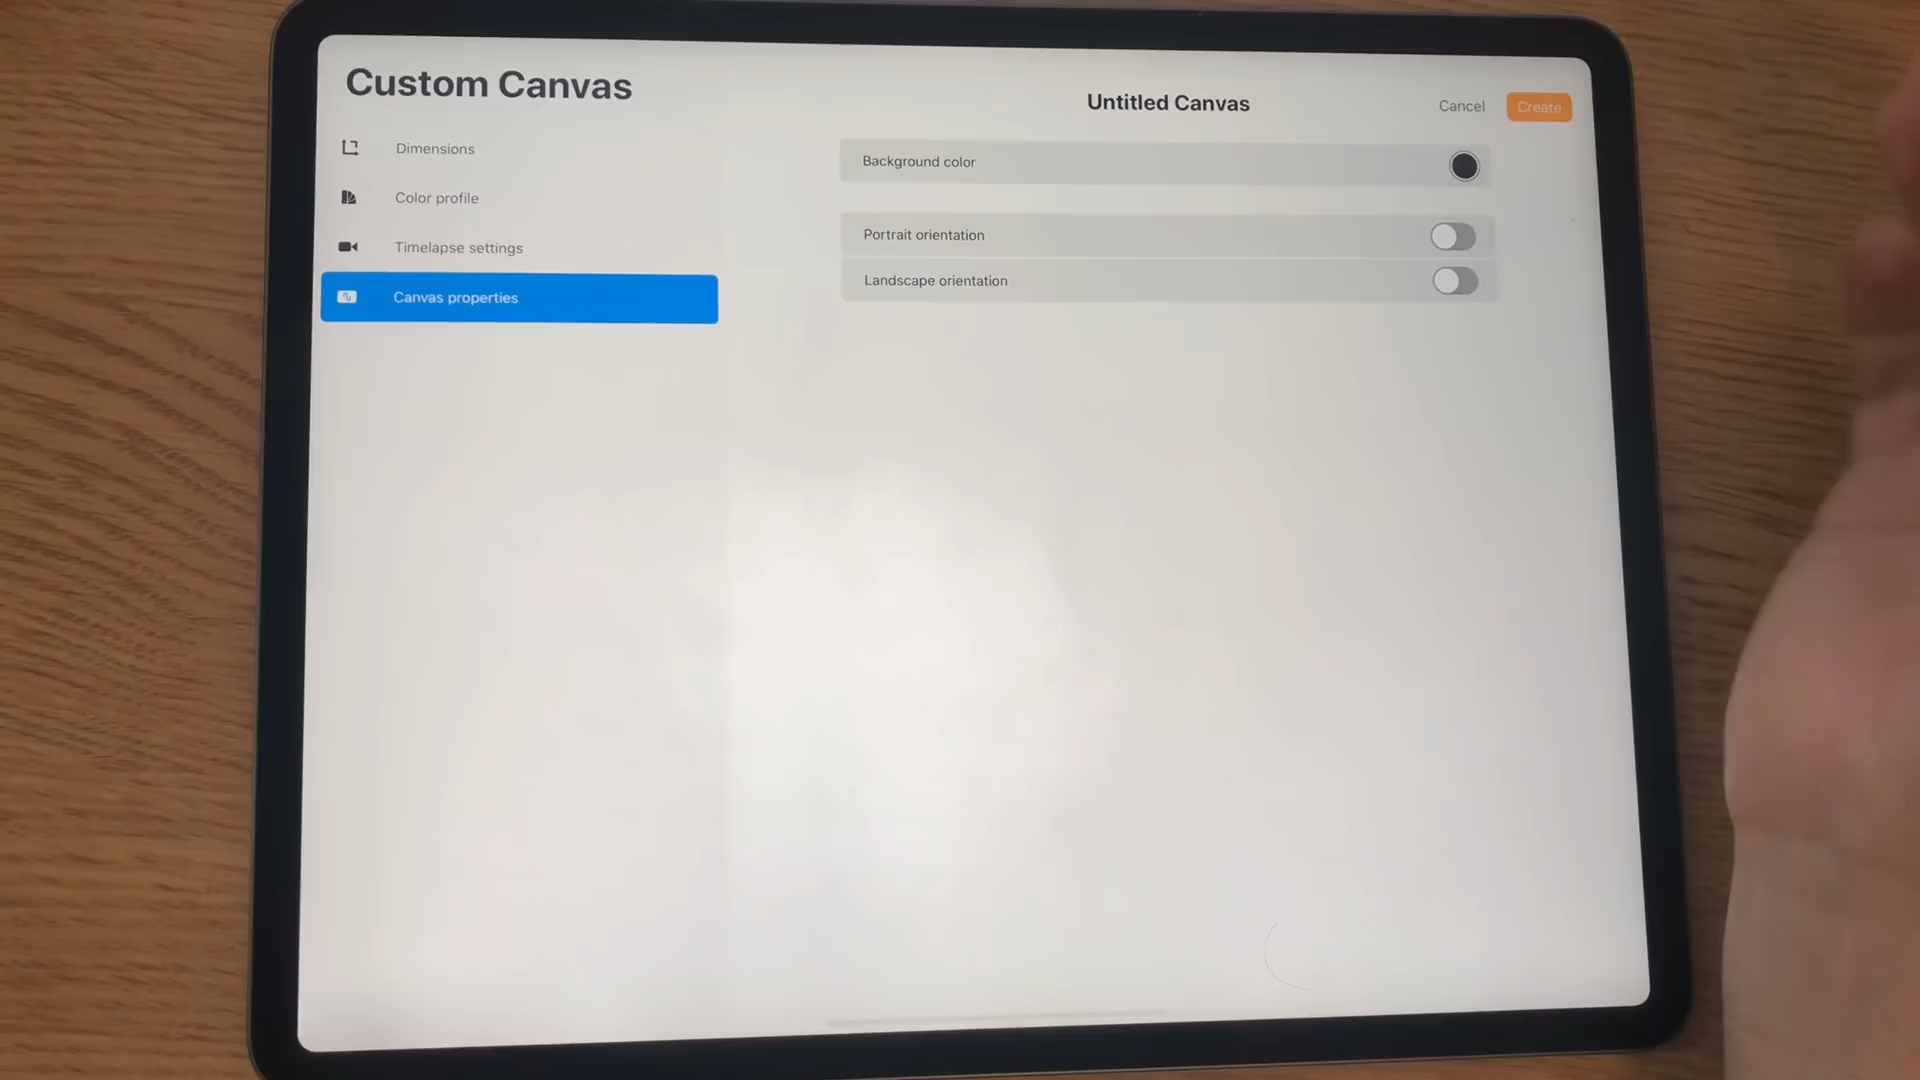 Custom Canvas
Dimensions
Color profile
Timelapse settings
Canvas properties
Untitled Canvas
Cancel
Create
Background color
Portrait orientation
Landscape orientation